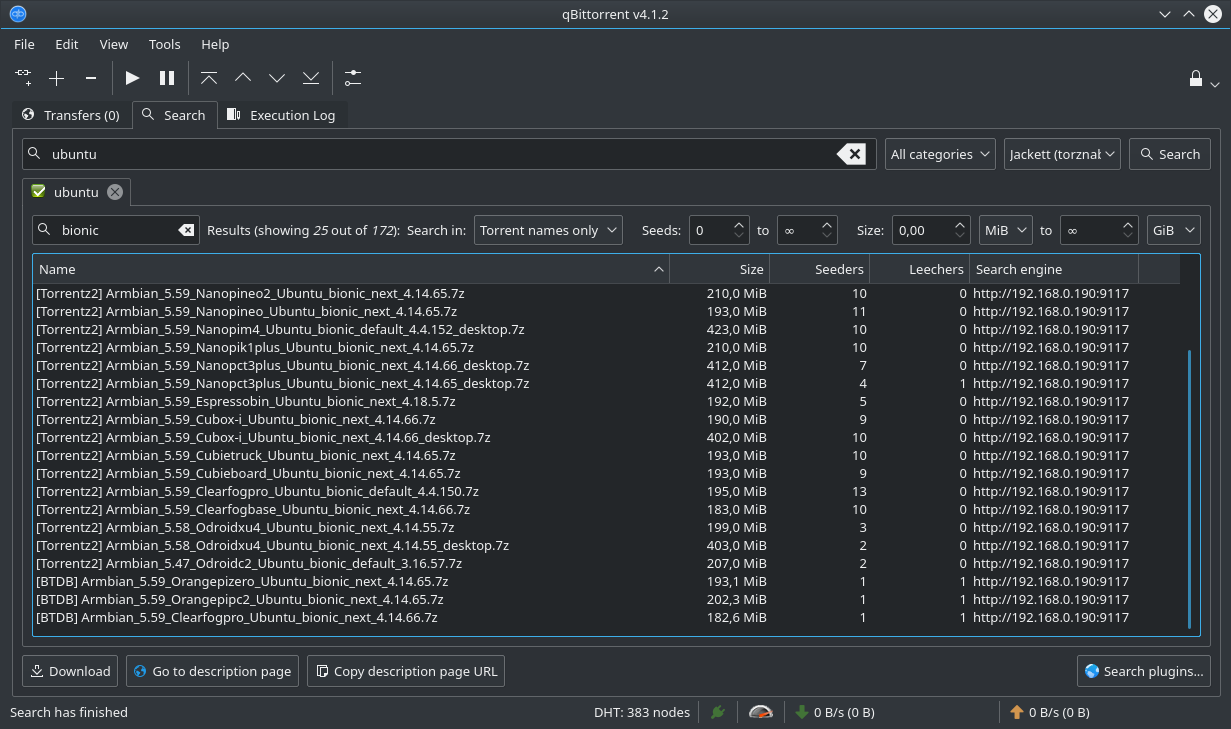 qBittorrent v4.1.2
File Edit View Tools Help
Transfers (0) Search Execution Log
ubuntu All categories Jackett (torznab Search
ubuntu
bionic Results (showing 25 out of 172): Search in: Torrent names only Seeds: 0 to ∞ Size: 0,00 MiB to ∞ GiB
Name Size Seeders Leechers Search engine
[Torrentz2] Armbian_5.59_Nanopineo2_Ubuntu_bionic_next_4.14.65.7z 210,0 MiB 10 0 http://192.168.0.190:9117
[Torrentz2] Armbian_5.59_Nanopineo_Ubuntu_bionic_next_4.14.65.7z 193,0 MiB 11 0 http://192.168.0.190:9117
[Torrentz2] Armbian_5.59_Nanopim4_Ubuntu_bionic_default_4.4.152_desktop.7z 423,0 MiB 10 0 http://192.168.0.190:9117
[Torrentz2] Armbian_5.59_Nanopik1plus_Ubuntu_bionic_next_4.14.65.7z 210,0 MiB 10 0 http://192.168.0.190:9117
[Torrentz2] Armbian_5.59_Nanopct3plus_Ubuntu_bionic_next_4.14.66_desktop.7z 412,0 MiB 7 0 http://192.168.0.190:9117
[Torrentz2] Armbian_5.59_Nanopct3plus_Ubuntu_bionic_next_4.14.65_desktop.7z 412,0 MiB 4 1 http://192.168.0.190:9117
[Torrentz2] Armbian_5.59_Espressobin_Ubuntu_bionic_next_4.18.5.7z 192,0 MiB 5 0 http://192.168.0.190:9117
[Torrentz2] Armbian_5.59_Cubox-i_Ubuntu_bionic_next_4.14.66.7z 190,0 MiB 9 0 http://192.168.0.190:9117
[Torrentz2] Armbian_5.59_Cubox-i_Ubuntu_bionic_next_4.14.66_desktop.7z 402,0 MiB 10 0 http://192.168.0.190:9117
[Torrentz2] Armbian_5.59_Cubietruck_Ubuntu_bionic_next_4.14.65.7z 193,0 MiB 10 0 http://192.168.0.190:9117
[Torrentz2] Armbian_5.59_Cubieboard_Ubuntu_bionic_next_4.14.65.7z 193,0 MiB 9 0 http://192.168.0.190:9117
[Torrentz2] Armbian_5.59_Clearfogpro_Ubuntu_bionic_default_4.4.150.7z 195,0 MiB 13 0 http://192.168.0.190:9117
[Torrentz2] Armbian_5.59_Clearfogbase_Ubuntu_bionic_next_4.14.66.7z 183,0 MiB 10 0 http://192.168.0.190:9117
[Torrentz2] Armbian_5.58_Odroidxu4_Ubuntu_bionic_next_4.14.55.7z 199,0 MiB 3 0 http://192.168.0.190:9117
[Torrentz2] Armbian_5.58_Odroidxu4_Ubuntu_bionic_next_4.14.55_desktop.7z 403,0 MiB 2 0 http://192.168.0.190:9117
[Torrentz2] Armbian_5.47_Odroidc2_Ubuntu_bionic_default_3.16.57.7z 207,0 MiB 2 0 http://192.168.0.190:9117
[BTDB] Armbian_5.59_Orangepizero_Ubuntu_bionic_next_4.14.65.7z 193,1 MiB 1 1 http://192.168.0.190:9117
[BTDB] Armbian_5.59_Orangepipc2_Ubuntu_bionic_next_4.14.65.7z 202,3 MiB 1 1 http://192.168.0.190:9117
[BTDB] Armbian_5.59_Clearfogpro_Ubuntu_bionic_next_4.14.66.7z 182,6 MiB 1 1 http://192.168.0.190:9117
Download Go to description page Copy description page URL Search plugins...
Search has finished DHT: 383 nodes 0 B/s (0 B) 0 B/s (0 B)